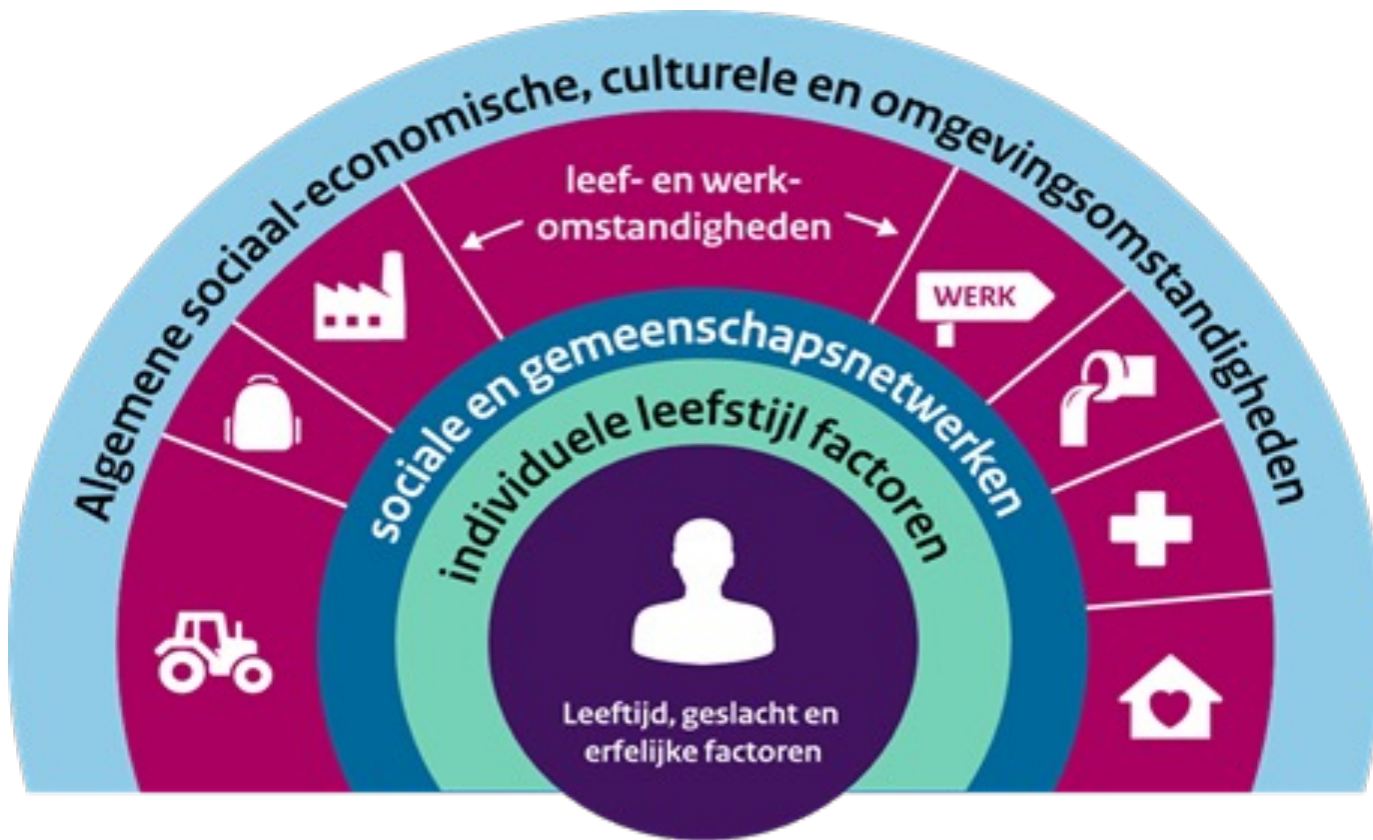 Algemene sociaal-economische, culturele en omgevingsomstandigheden
leef- en werk-
omstandigheden
WERK
sociale en gemeenschapsnetwerken
individuele leefstijl factoren
Leeftijd, geslacht en
erfelijke factoren